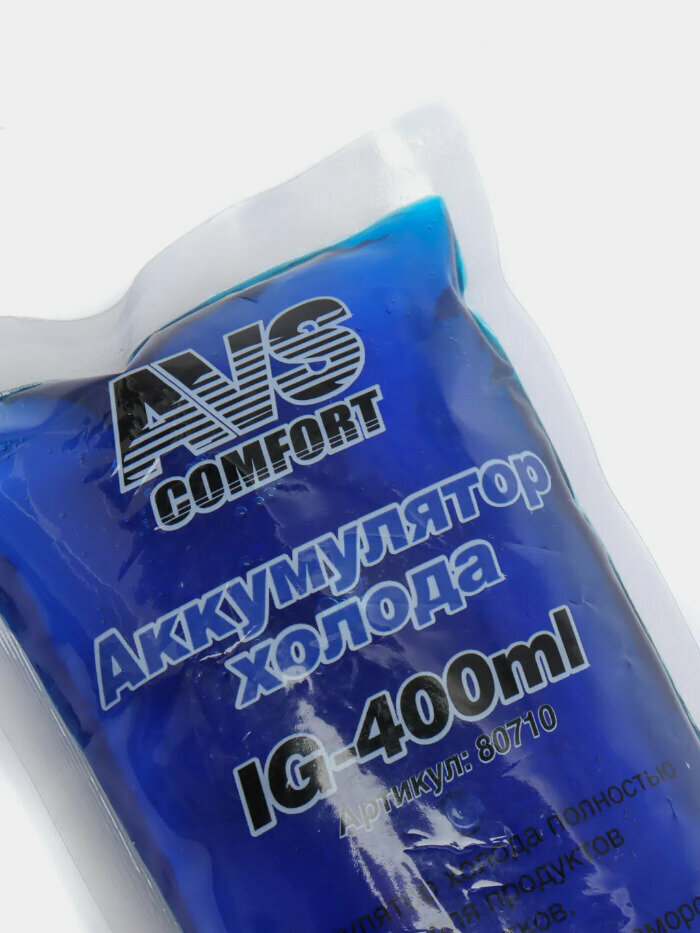 AVS
COMFORT
Аккумулятор
холода
IG-400ml
Артикул: 80710
холода полностью
для продуктов